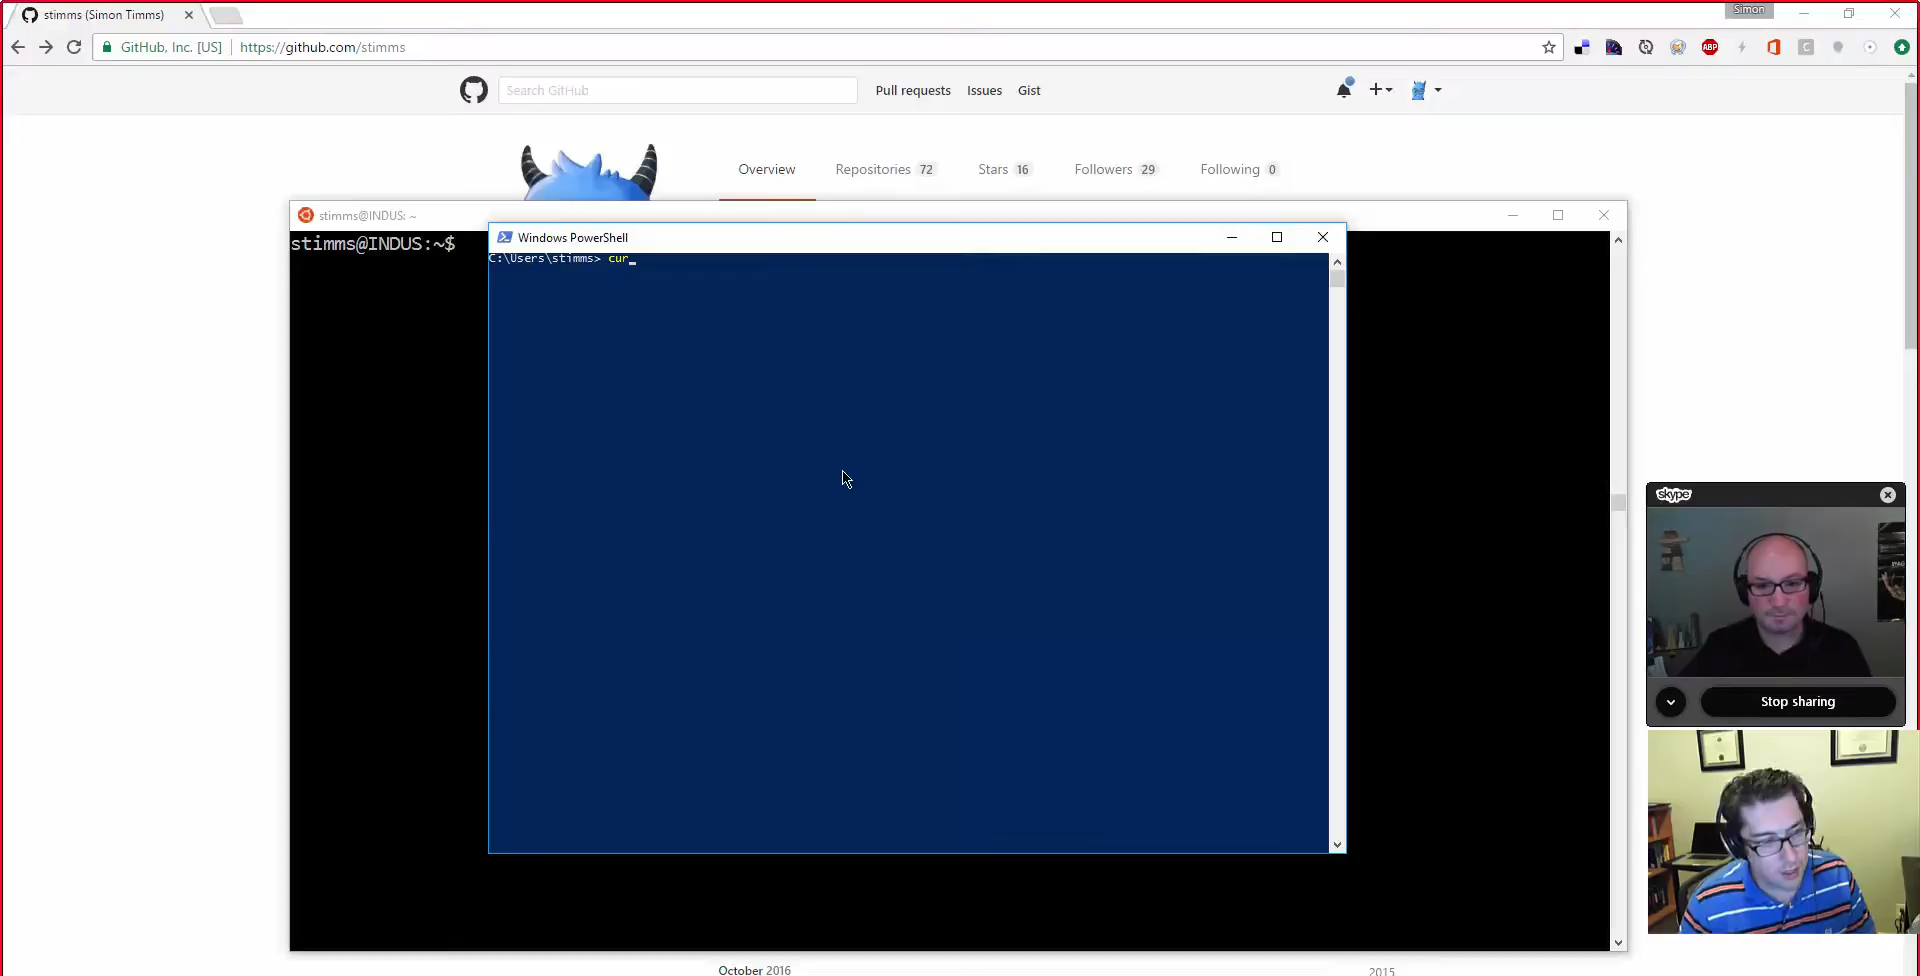 stimms (Simon Timms)
Simon
GitHub, Inc. [US] https://github.com/stimms
ABP
C
Search GitHub
Pull requests Issues Gist
Overview Repositories 72 Stars 16 Followers 29 Following 0
stimms@INDUS: ~
stimms@INDUS:~$
Windows PowerShell
C:\Users\stimms> cur_
skype
Stop sharing
October 2016
2015